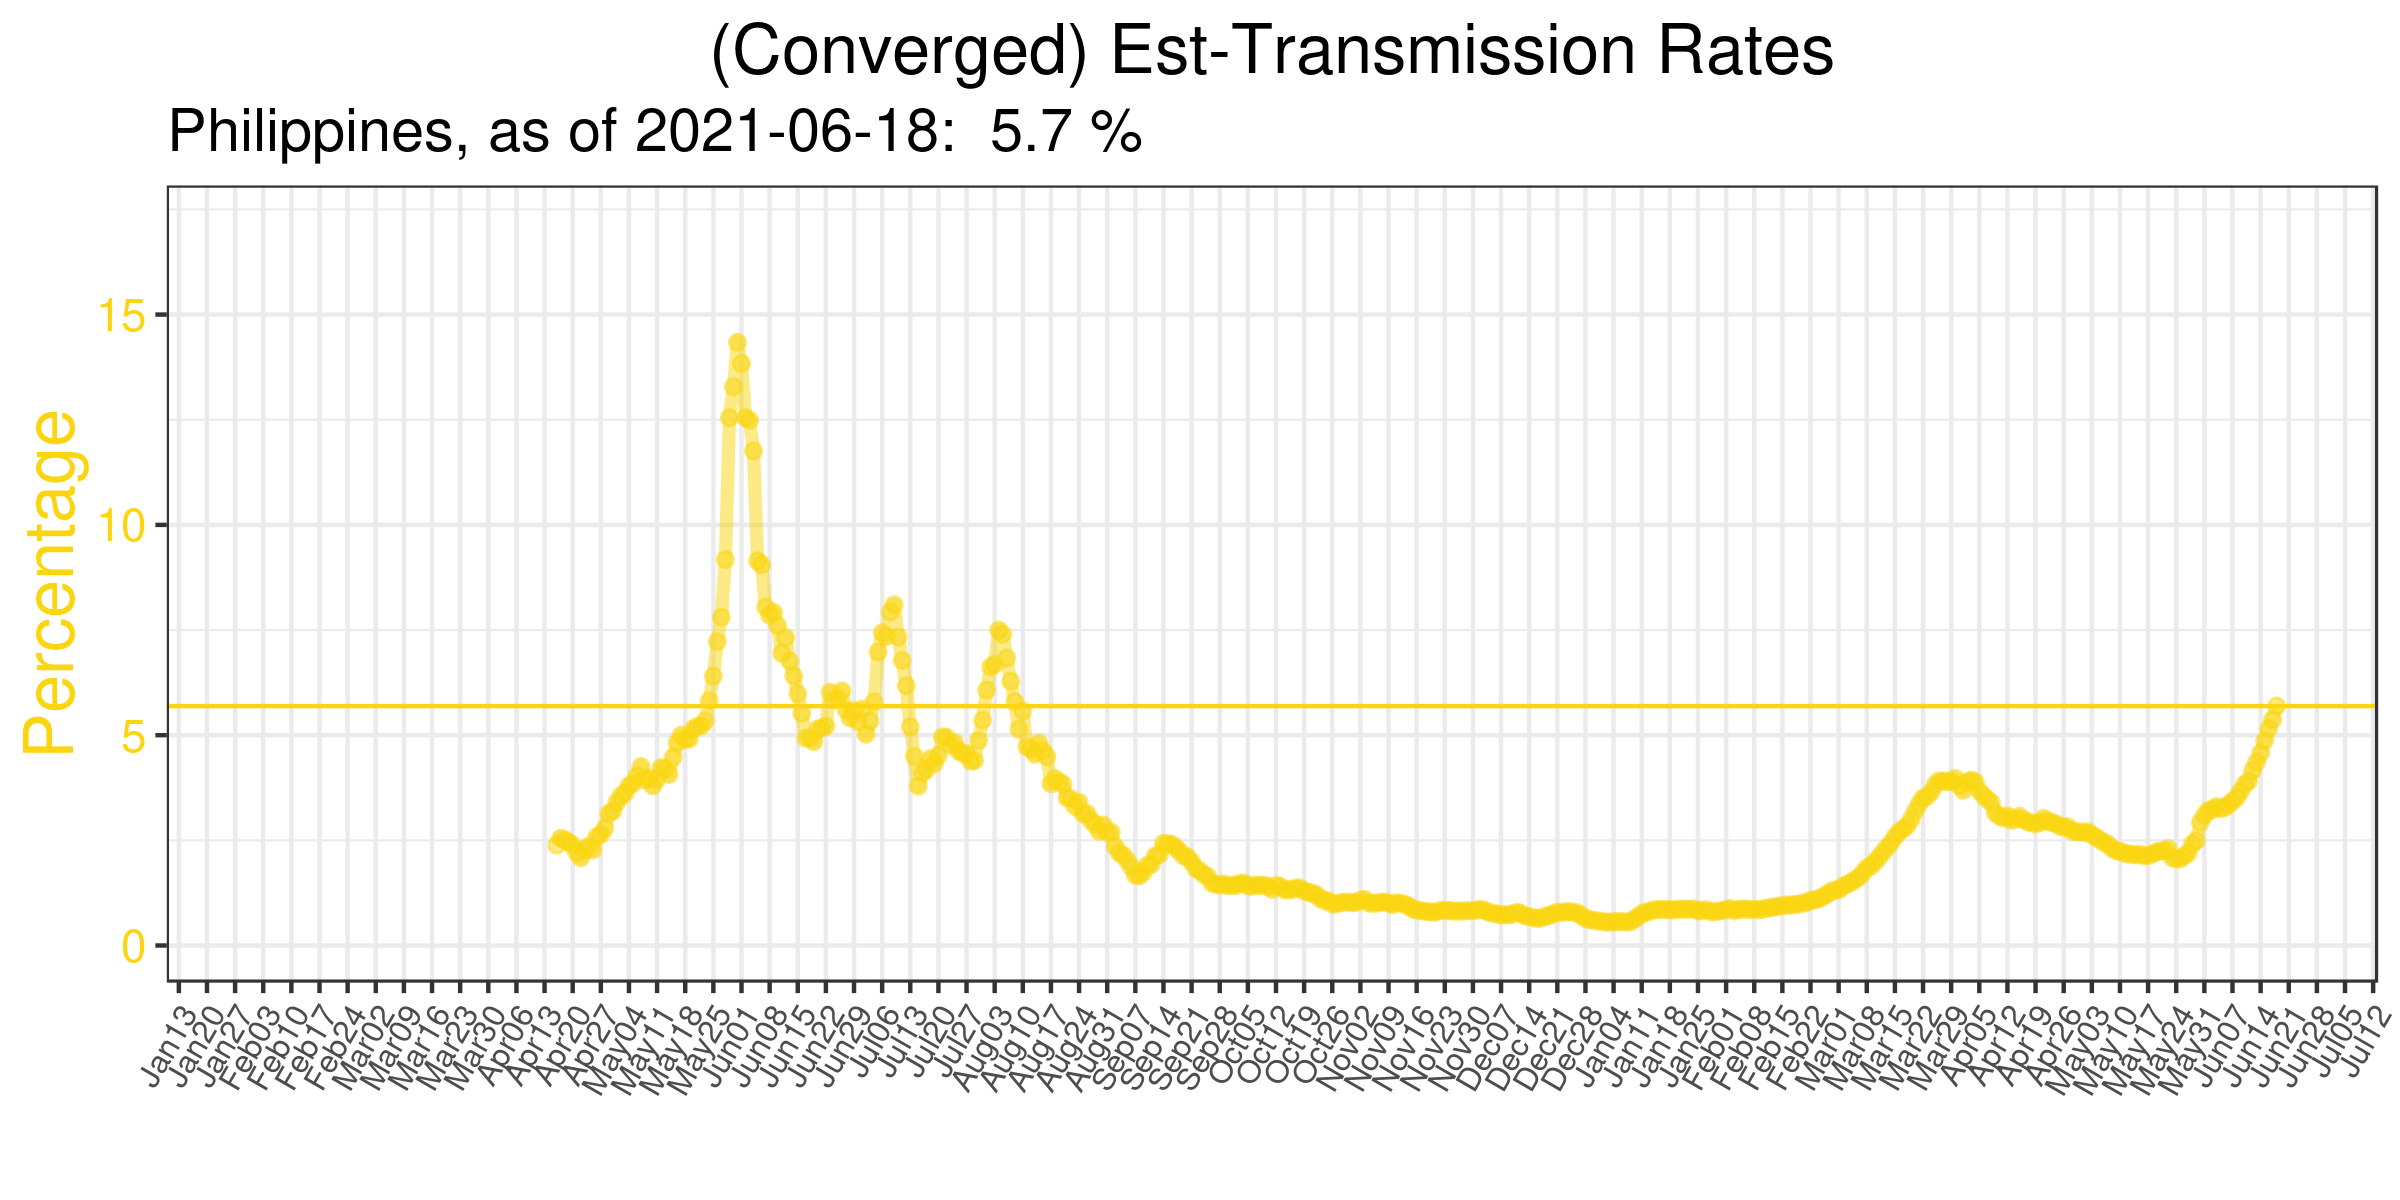 (Converged) Est-Transmission Rates
Philippines, as of 2021-06-18:  5.7 %
Percentage
15
10
5
0
Jan13
Jan20
Jan27
Feb03
Feb10
Feb17
Feb24
Mar02
Mar09
Mar16
Mar23
Mar30
Apr06
Apr13
Apr20
Apr27
May04
May11
May18
May25
Jun01
Jun08
Jun15
Jun22
Jun29
Jul06
Jul13
Jul20
Jul27
Aug03
Aug10
Aug17
Aug24
Aug31
Sep07
Sep14
Sep21
Sep28
Oct05
Oct12
Oct19
Oct26
Nov02
Nov09
Nov16
Nov23
Nov30
Dec07
Dec14
Dec21
Dec28
Jan04
Jan11
Jan18
Jan25
Feb01
Feb08
Feb15
Feb22
Mar01
Mar08
Mar15
Mar22
Mar29
Apr05
Apr12
Apr19
Apr26
May03
May10
May17
May24
May31
Jun07
Jun14
Jun21
Jun28
Jul05
Jul12